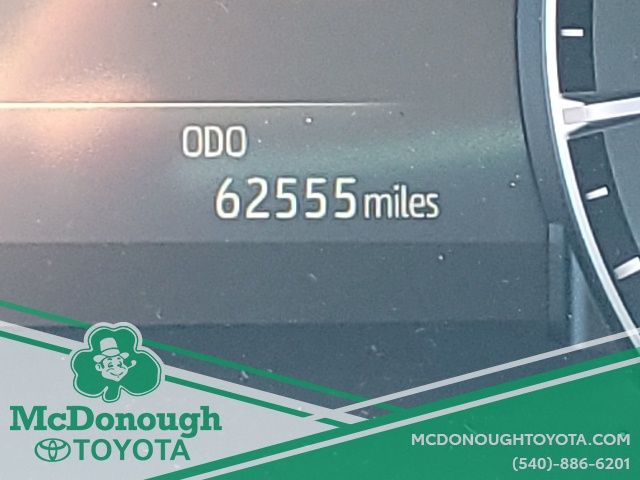 ODO
62555 miles
McDonough
TOYOTA
MCDONOUGHTOYOTA.COM
(540)-886-6201